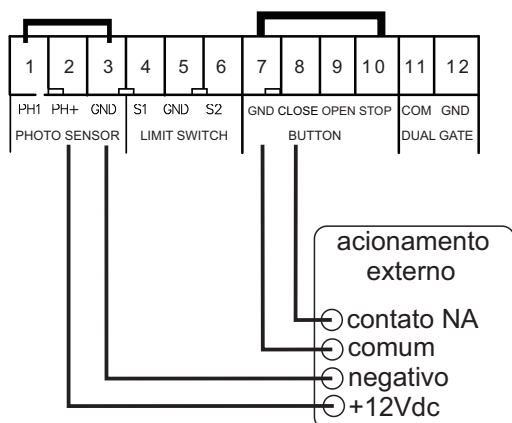 1 2 3 4 5 6 7 8 9 10 11 12
PH1 PH+ GND S1 GND S2 GND CLOSE OPEN STOP COM GND
PHOTO SENSOR LIMIT SWITCH BUTTON DUAL GATE
acionamento
externo
contato NA
comum
negativo
+12Vdc